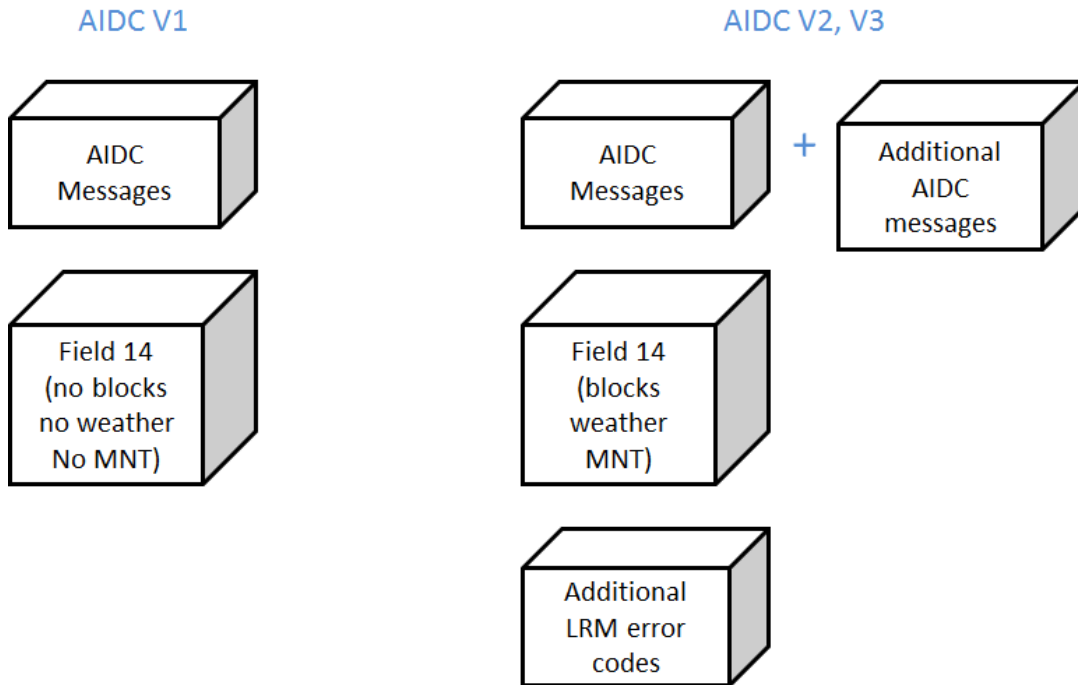 AIDC V1
AIDC
Messages
Field 14
(no blocks
no weather
No MNT)
AIDC V2, V3
AIDC
Messages
+
Additional
AIDC
messages
Field 14
(blocks
weather
MNT)
Additional
LRM error
codes